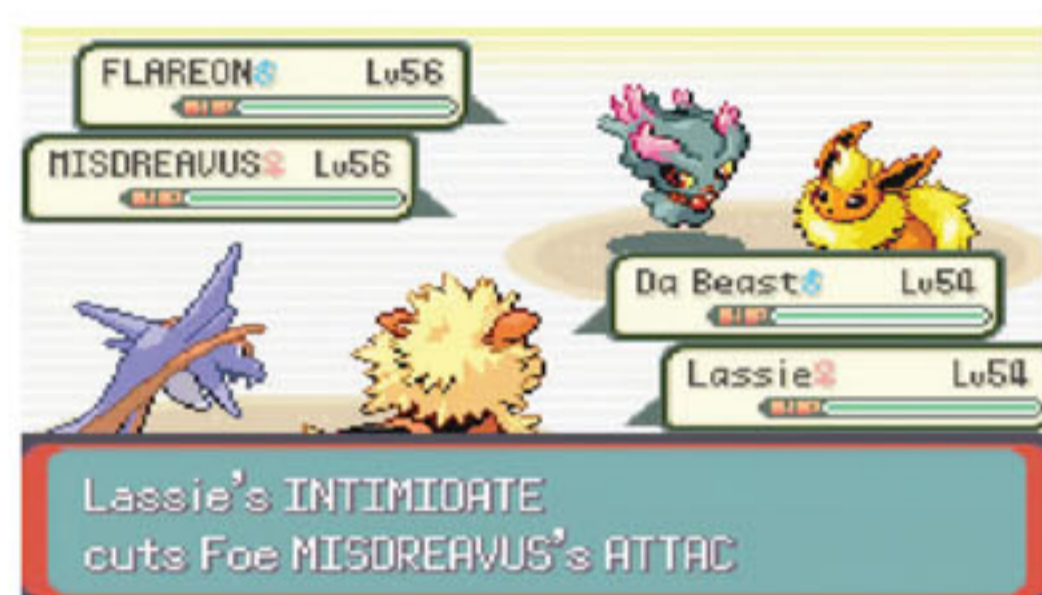 FLAREON♂ Lv56
MISDREAVUS♀ Lv56
Da Beast♂ Lv54
Lassie♀ Lv54
Lassie's INTIMIDATE
cuts Foe MISDREAVUS's ATTAC